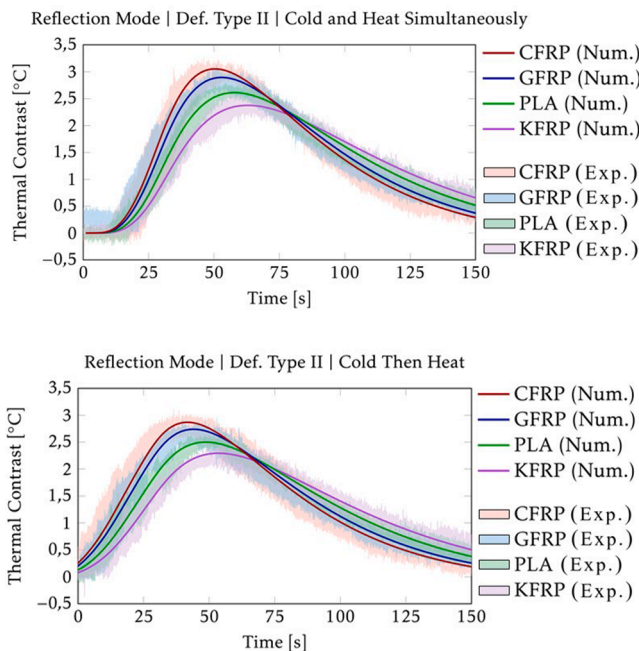 Reflection Mode | Def. Type II | Cold and Heat Simultaneously
Thermal Contrast [°C]
3,5
3
2,5
2
1,5
1
0,5
0
−0,5
0 25 50 75 100 125 150
Time [s]
CFRP (Num.)
GFRP (Num.)
PLA (Num.)
KFRP (Num.)
CFRP (Exp.)
GFRP (Exp.)
PLA (Exp.)
KFRP (Exp.)
Reflection Mode | Def. Type II | Cold Then Heat
Thermal Contrast [°C]
3,5
3
2,5
2
1,5
1
0,5
0
−0,5
0 25 50 75 100 125 150
Time [s]
CFRP (Num.)
GFRP (Num.)
PLA (Num.)
KFRP (Num.)
CFRP (Exp.)
GFRP (Exp.)
PLA (Exp.)
KFRP (Exp.)